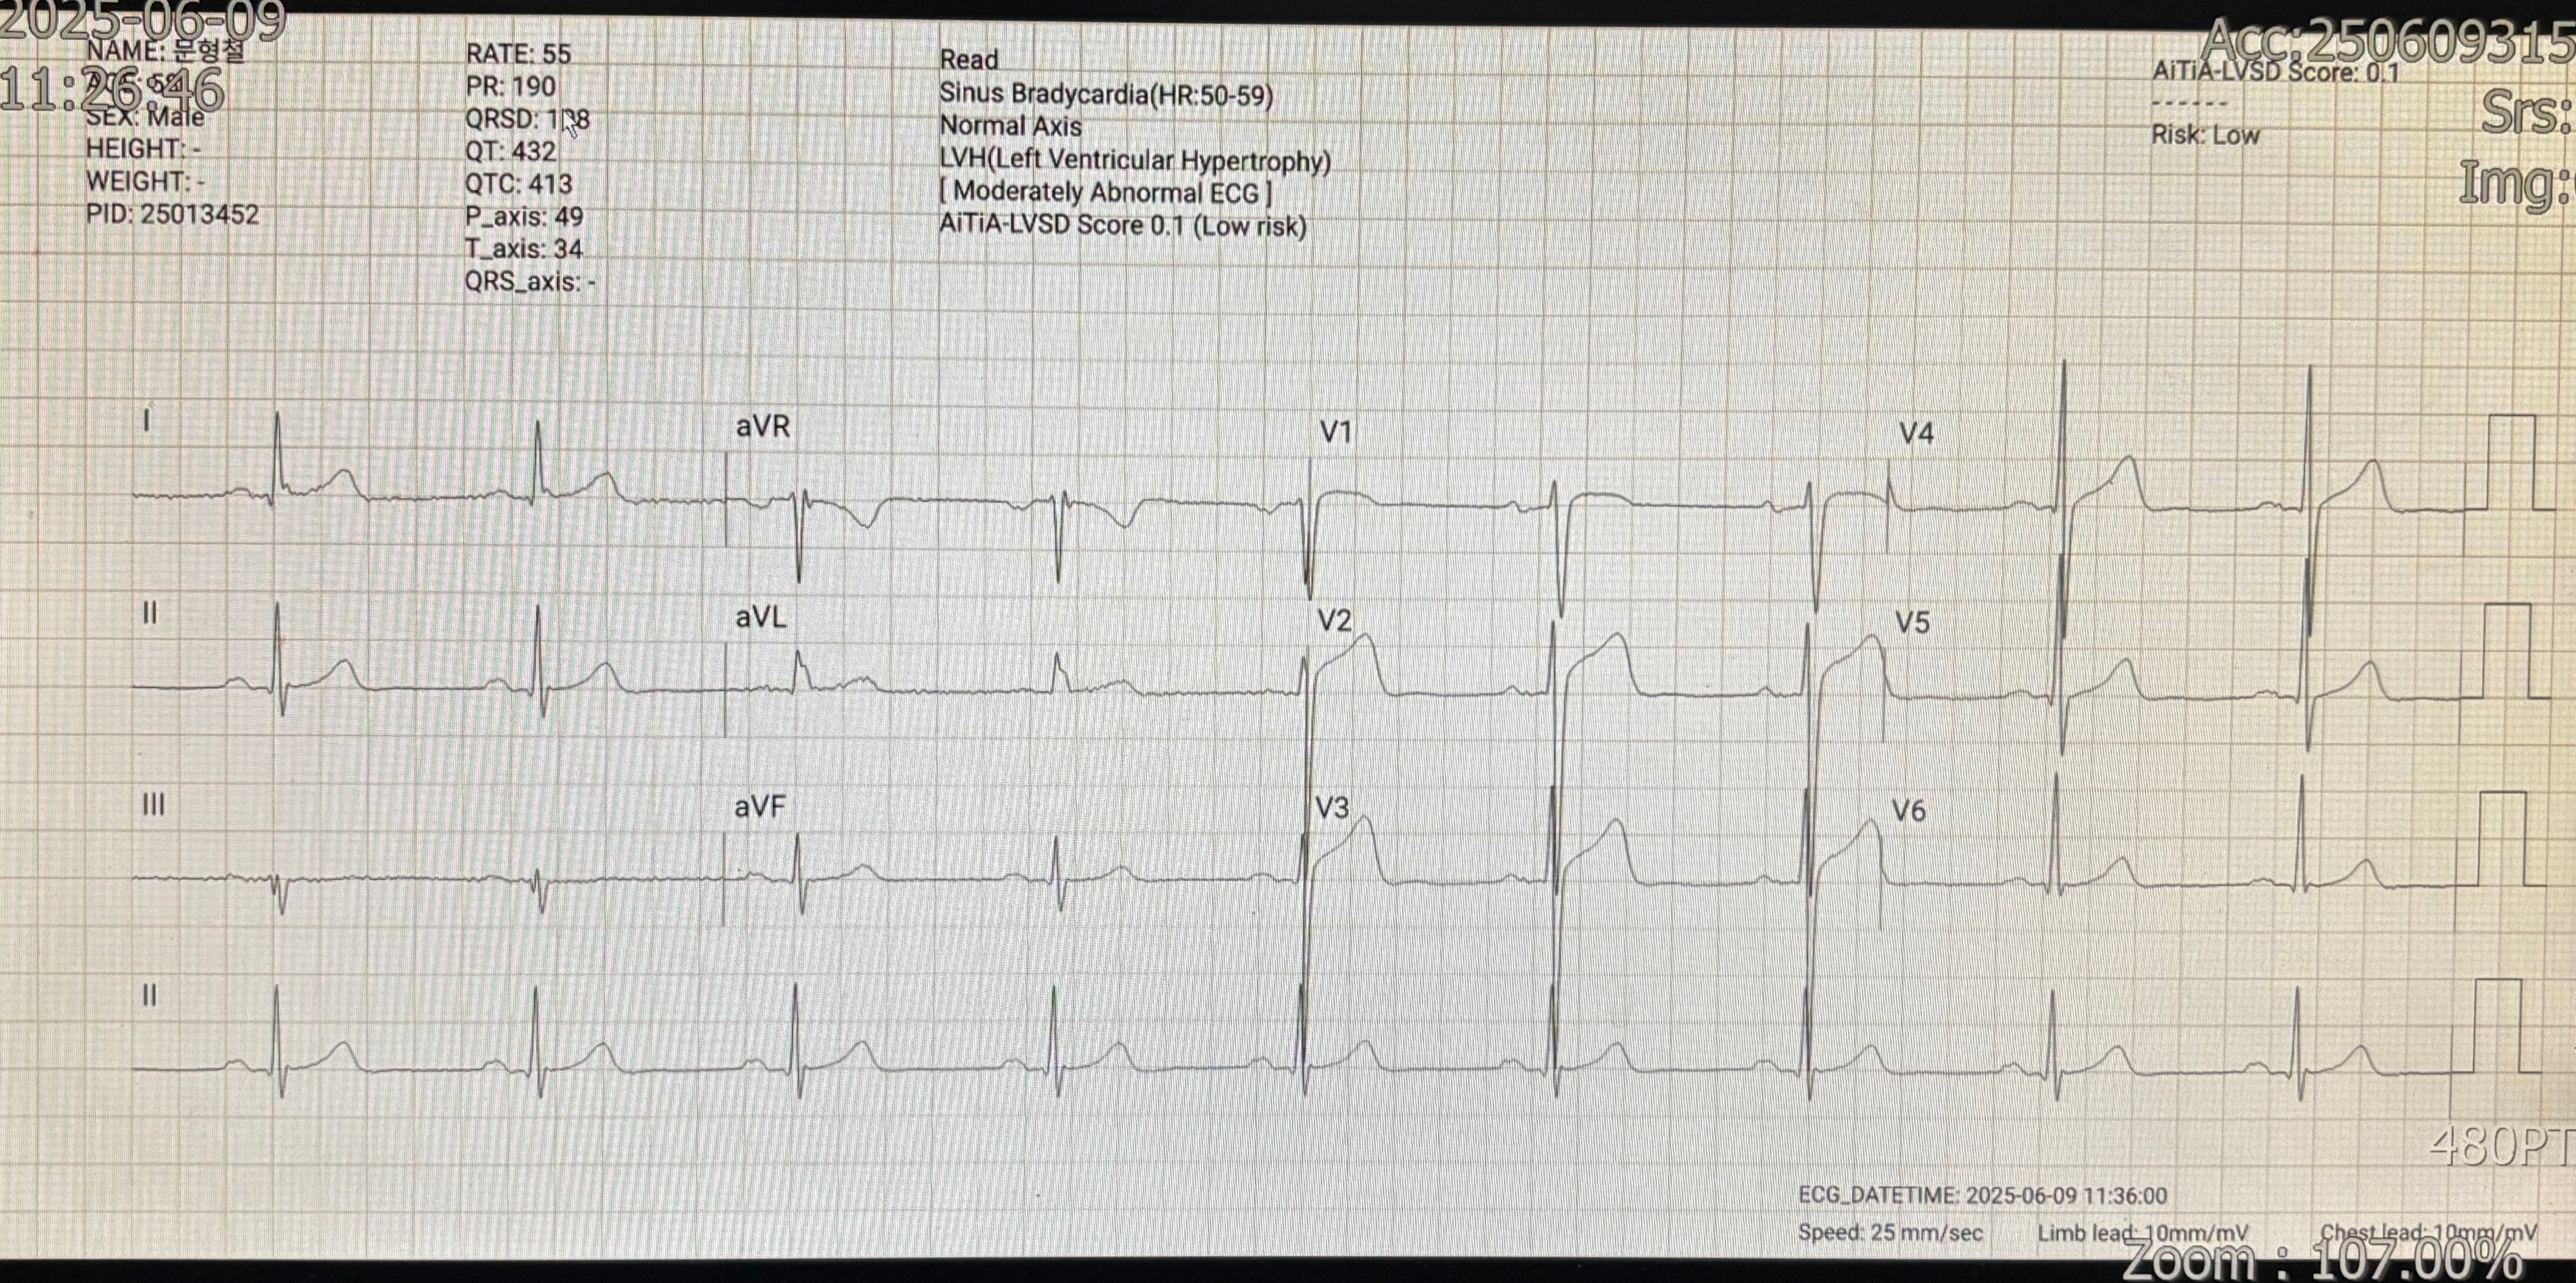 2025-06-09
11:26:46
NAME: 문형철
SEX: Male
HEIGHT: -
WEIGHT: -
PID: 25013452
RATE: 55
PR: 190
QRSD:
QT: 432
QTC: 413
P_axis: 49
T_axis: 34
QRS_axis: -
Read
Sinus Bradycardia(HR:50-59)
Normal Axis
LVH(Left Ventricular Hypertrophy)
[ Moderately Abnormal ECG ]
AiTiA-LVSD Score 0.1 (Low risk)
Acc:250609315
AiTiA-LVSD Score: 0.1
------
Risk: Low
Srs:
Img:
I
aVR
V1
V4
II
aVL
V2
V5
III
aVF
V3
V6
II
480PT
ECG_DATETIME: 2025-06-09 11:36:00
Speed: 25 mm/sec Limb lead: 10mm/mV Chest lead: 10mm/mV
Zoom : 107.00%